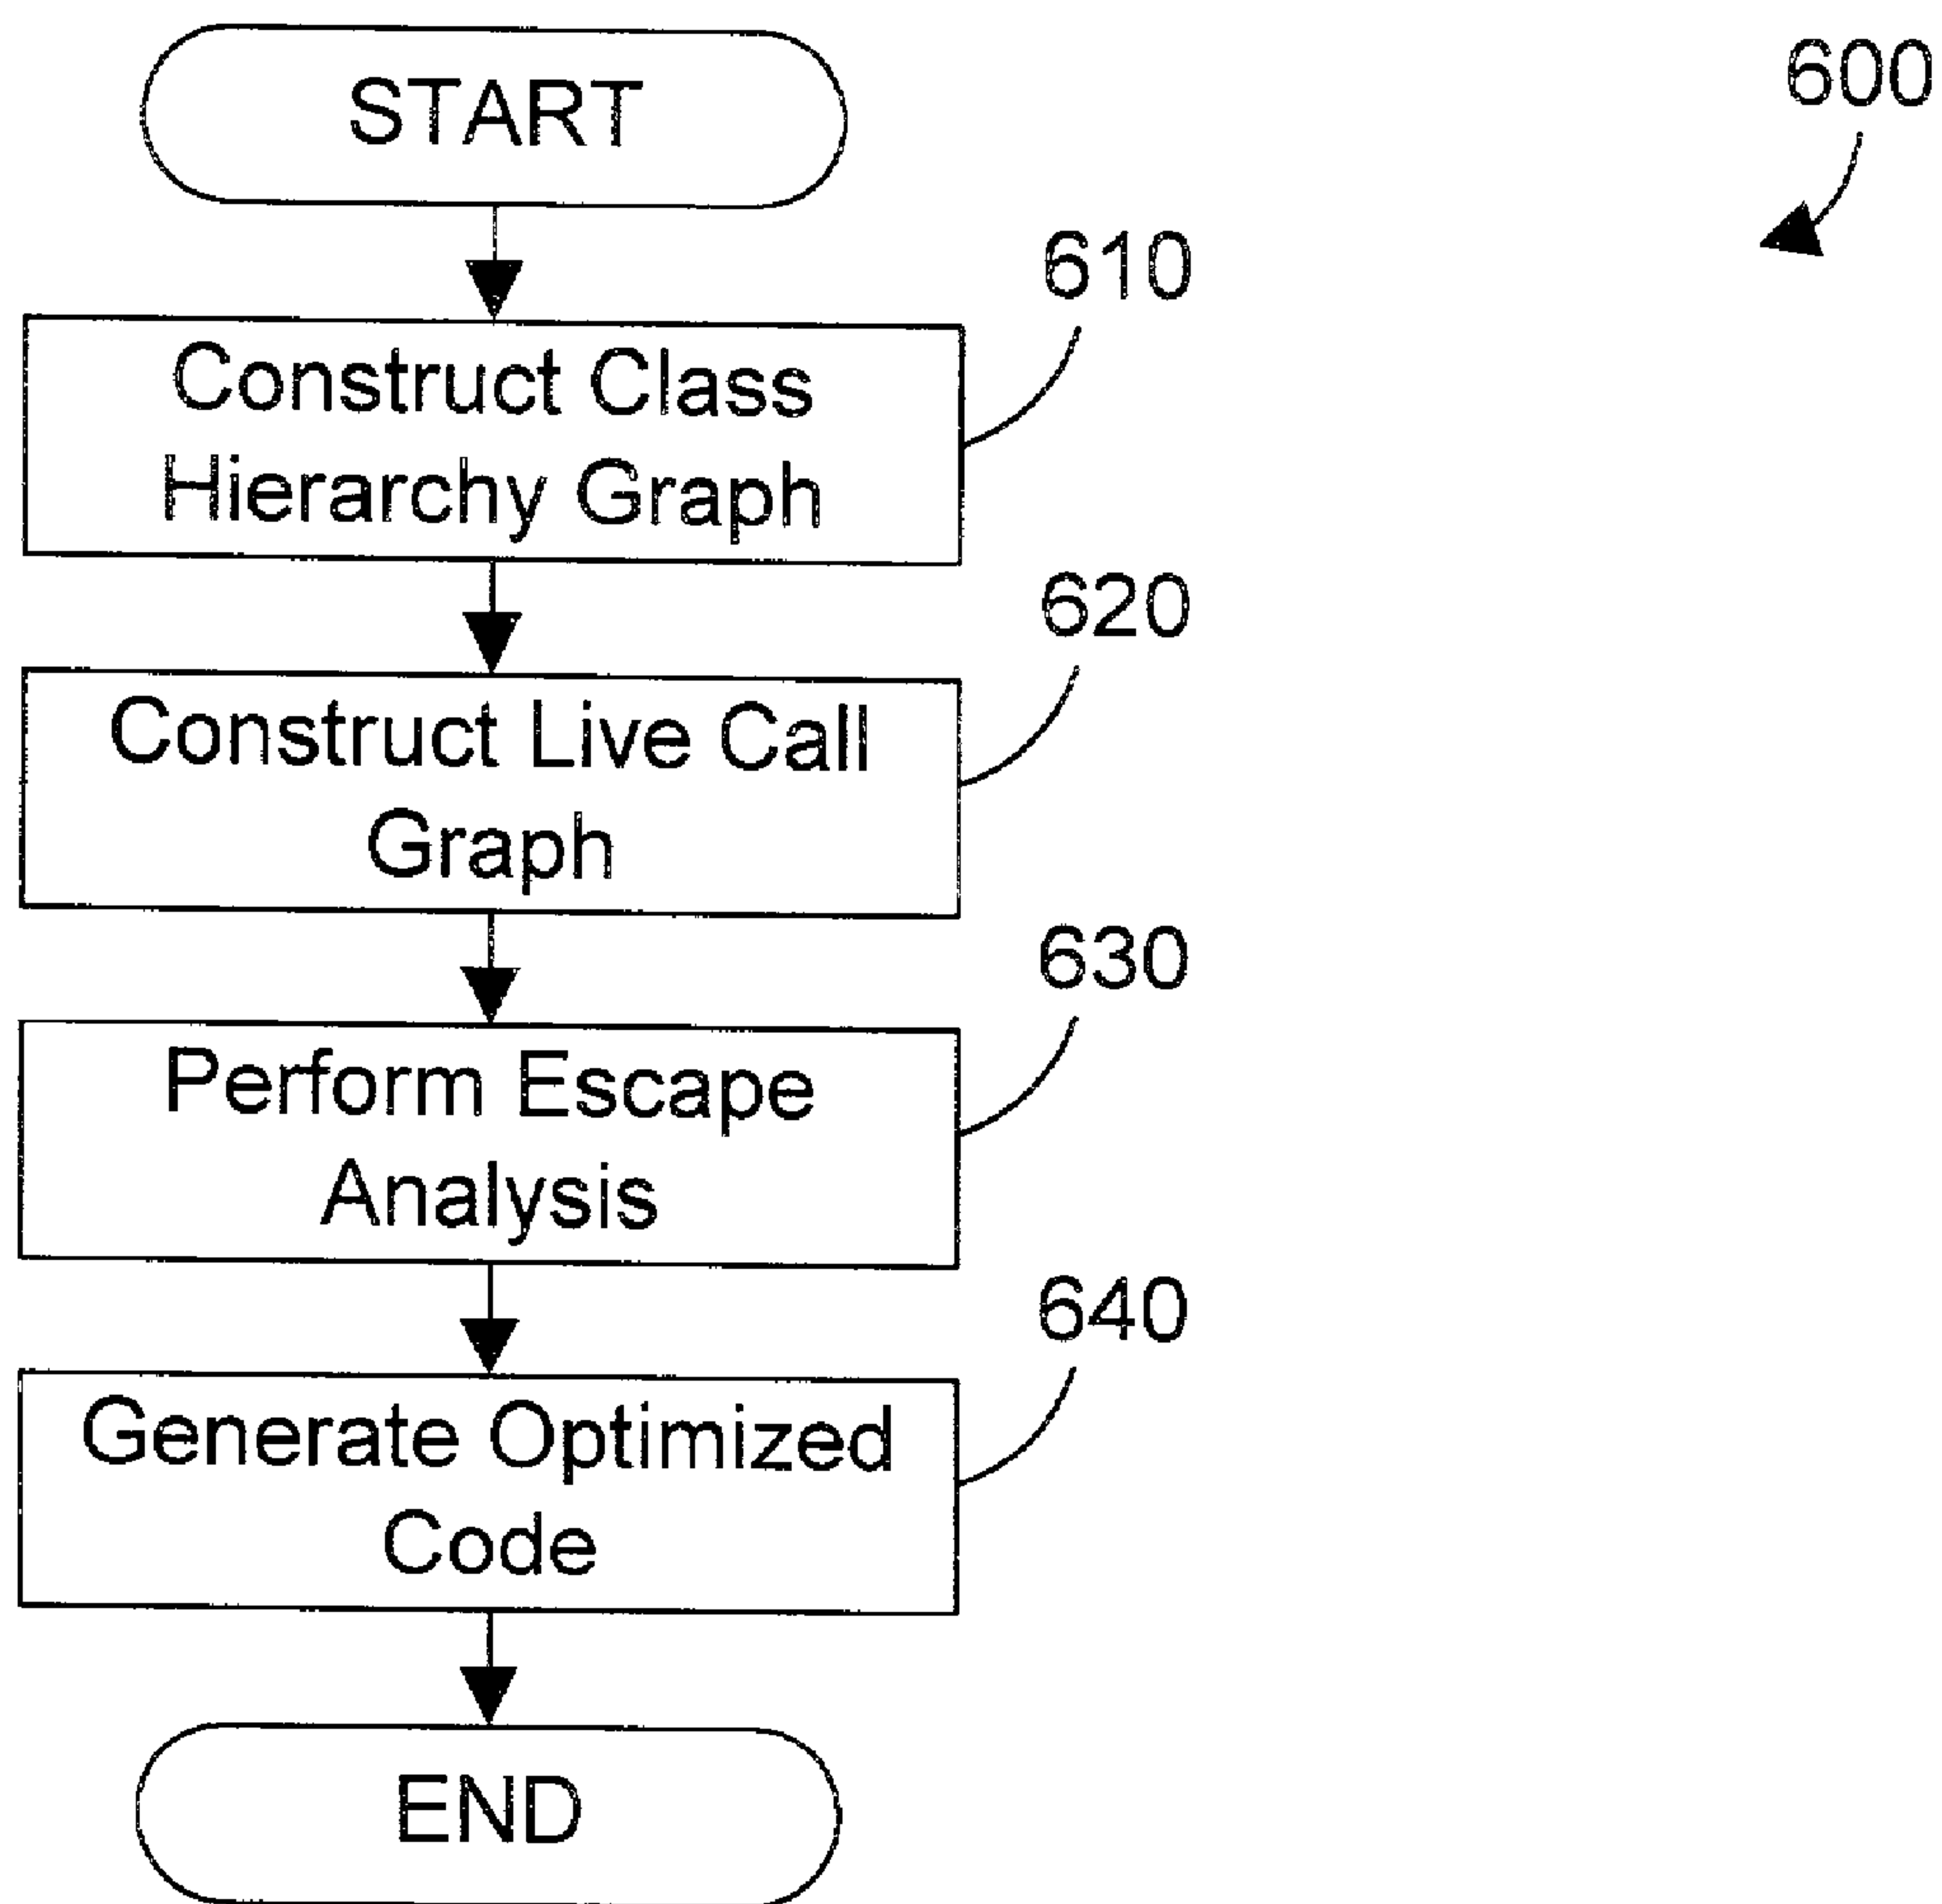 START
600
610
Construct Class
Hierarchy Graph
620
Construct Live Call
Graph
630
Perform Escape
Analysis
640
Generate Optimized
Code
END